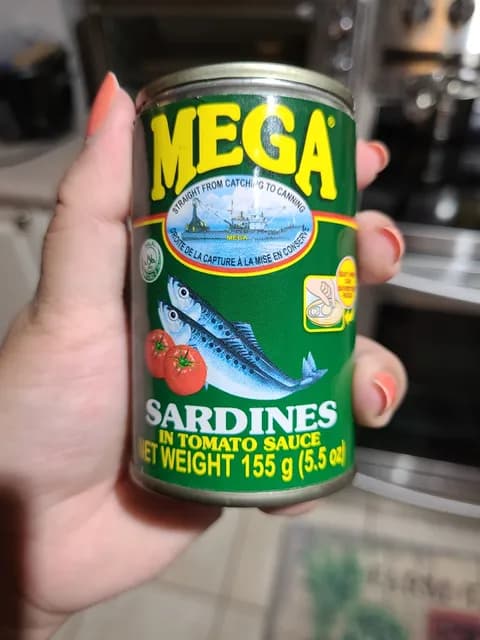 MEGA®
STRAIGHT FROM CATCHING TO CANNING
MEGA
DROITE DE LA CAPTURE À LA MISE EN CONSERVE
SARDINES
IN TOMATO SAUCE
NET WEIGHT 155 g (5.5 oz)